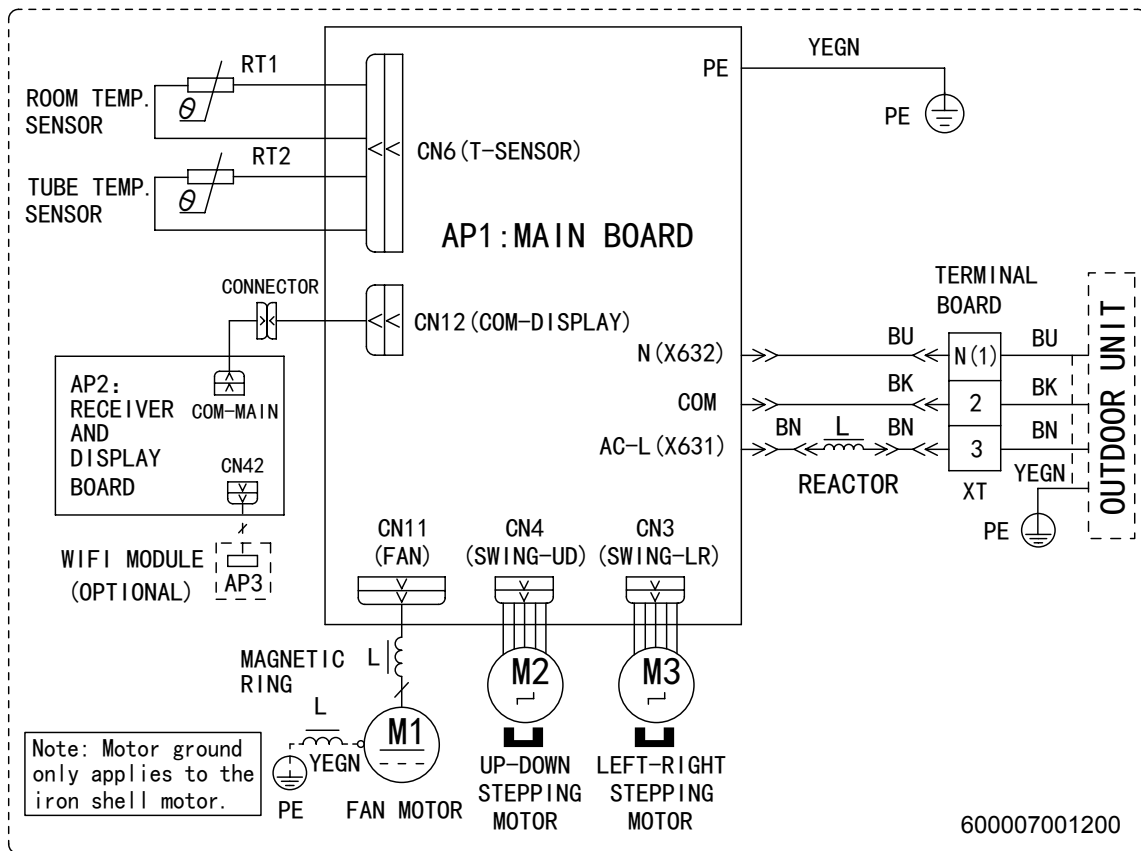 RT1
ROOM TEMP.
SENSOR
θ
RT2
TUBE TEMP.
SENSOR
θ
CN6(T-SENSOR)
PE
YEGN
PE
AP1:MAIN BOARD
CONNECTOR
CN12(COM-DISPLAY)
AP2:
RECEIVER
AND
DISPLAY
BOARD
COM-MAIN
CN42
WIFI MODULE
(OPTIONAL)
AP3
N(X632)
COM
AC-L(X631)
BU
BK
BN
L
BN
REACTOR
TERMINAL
BOARD
N(1)
2
3
XT
BU
BK
BN
YEGN
PE
OUTDOOR UNIT
CN11
(FAN)
CN4
(SWING-UD)
CN3
(SWING-LR)
MAGNETIC
RING
L
L
YEGN
PE
M1
FAN MOTOR
M2
UP-DOWN
STEPPING
MOTOR
M3
LEFT-RIGHT
STEPPING
MOTOR
Note: Motor ground
only applies to the
iron shell motor.
600007001200